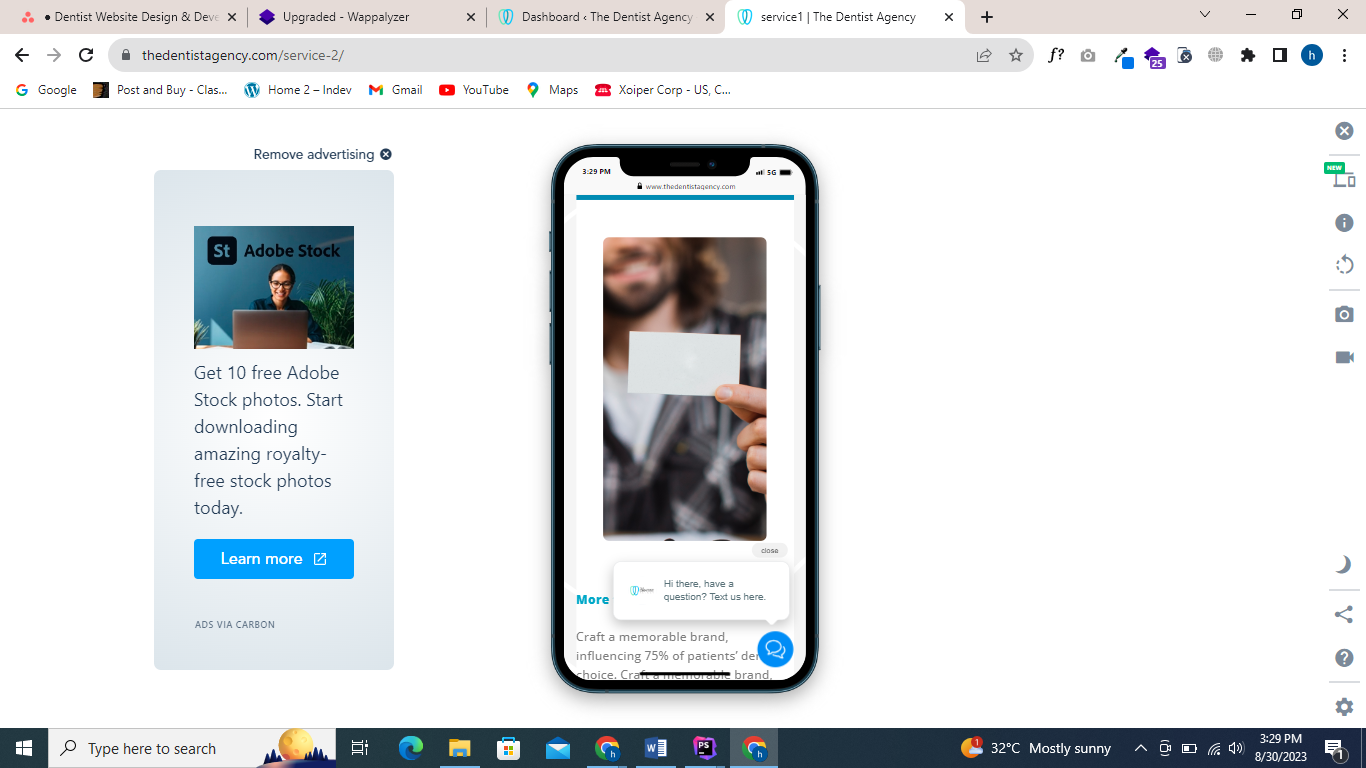 ● Dentist Website Design & Deve
Upgraded - Wappalyzer
Dashboard ‹ The Dentist Agency
service1 | The Dentist Agency
thedentistagency.com/service-2/
f?
25
h
Google
Post and Buy - Clas...
Home 2 – Indev
Gmail
YouTube
Maps
Xoiper Corp - US, C...
Remove advertising
St Adobe Stock
Get 10 free Adobe
Stock photos. Start
downloading
amazing royalty-
free stock photos
today.
Learn more
ADS VIA CARBON
3:29 PM
5G
www.thedentistagency.com
close
Hi there, have a
question? Text us here.
More
Craft a memorable brand,
influencing 75% of patients’
choice. Craft a memorable brand,
NEW
Type here to search
1
32°C Mostly sunny
3:29 PM
8/30/2023
1